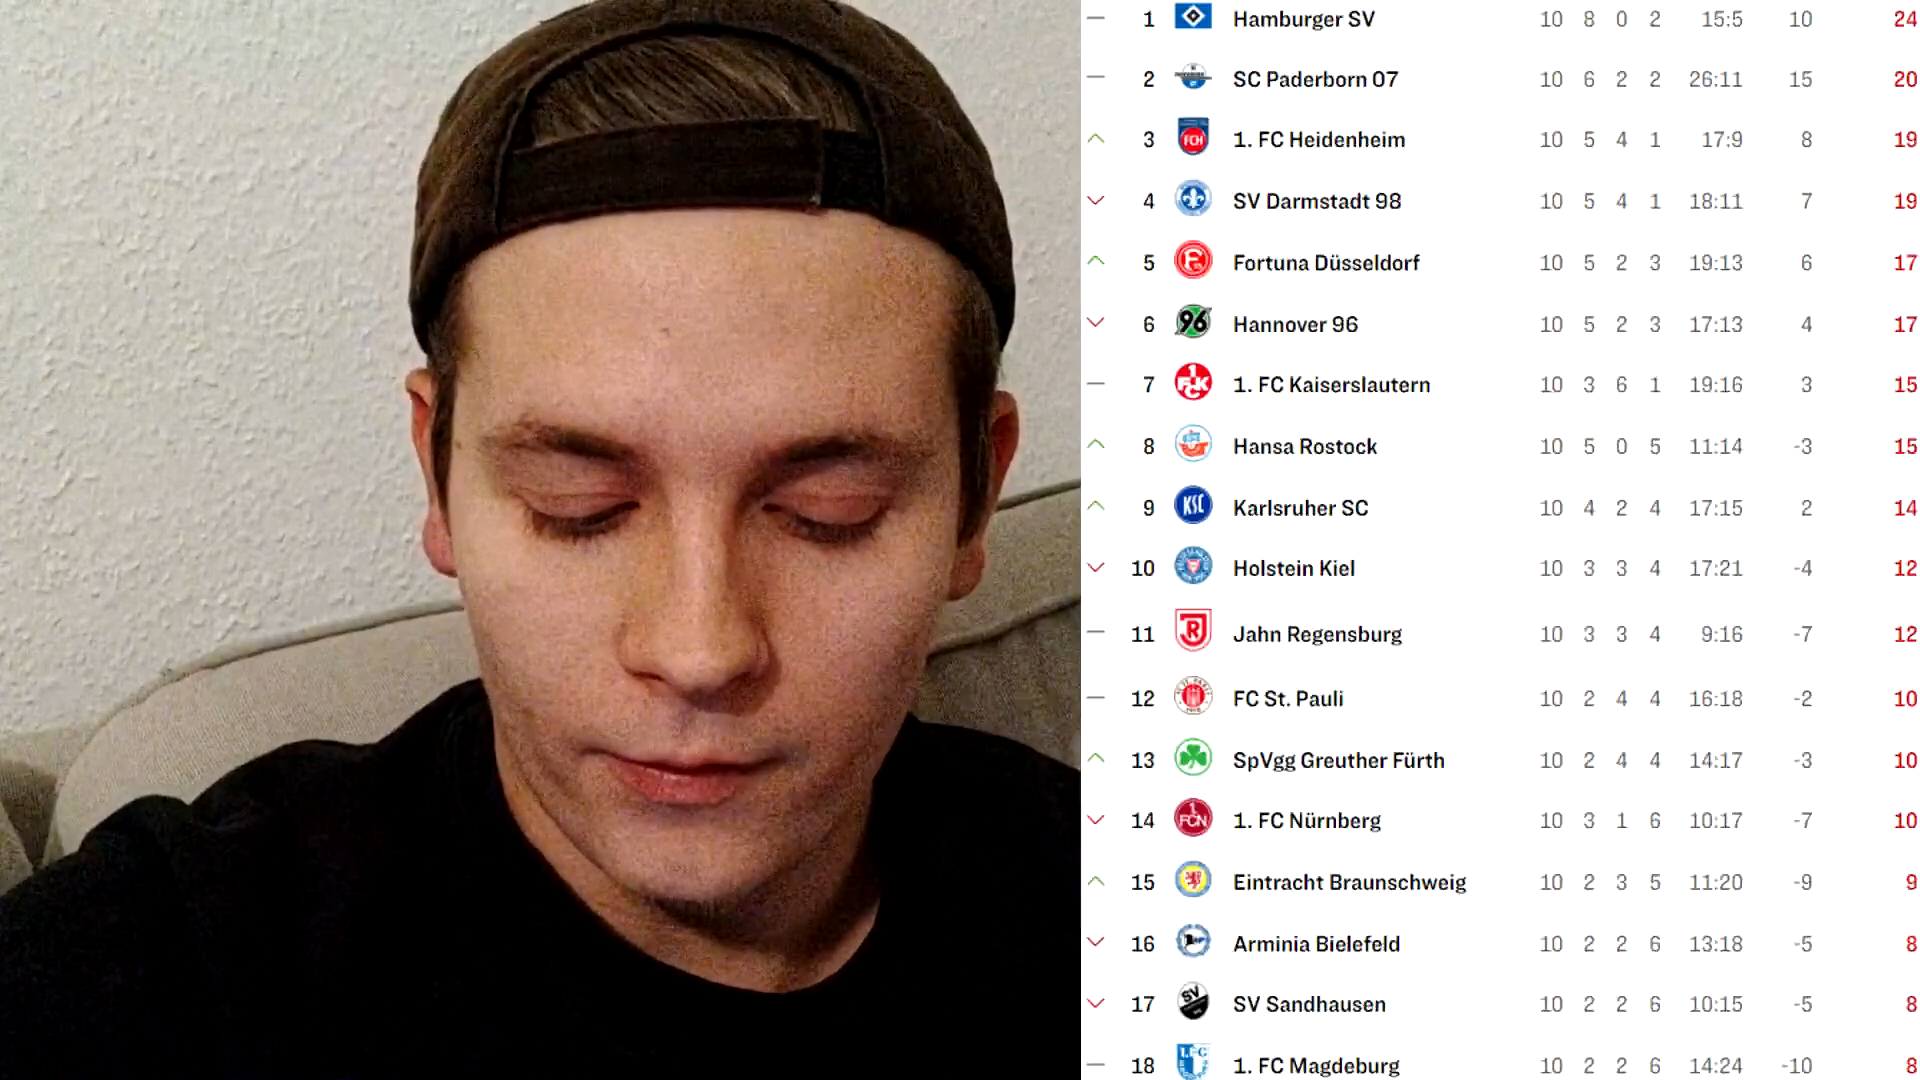 1 Hamburger SV 10 8 0 2 15:5 10 24
2 SC Paderborn 07 10 6 2 2 26:11 15 20
3 FCH 1. FC Heidenheim 10 5 4 1 17:9 8 19
4 SV Darmstadt 98 10 5 4 1 18:11 7 19
5 F Fortuna Düsseldorf 10 5 2 3 19:13 6 17
6 96 Hannover 96 10 5 2 3 17:13 4 17
7 1 FCK 1. FC Kaiserslautern 10 3 6 1 19:16 3 15
8 Hansa Rostock 10 5 0 5 11:14 -3 15
9 KSC Karlsruher SC 10 4 2 4 17:15 2 14
10 Holstein Kiel 10 3 3 4 17:21 -4 12
11 R Jahn Regensburg 10 3 3 4 9:16 -7 12
12 FC St. Pauli 10 2 4 4 16:18 -2 10
13 SpVgg Greuther Fürth 10 2 4 4 14:17 -3 10
14 1. FCN 1. FC Nürnberg 10 3 1 6 10:17 -7 10
15 Eintracht Braunschweig 10 2 3 5 11:20 -9 9
16 Arminia Bielefeld 10 2 2 6 13:18 -5 8
17 SV SV Sandhausen 10 2 2 6 10:15 -5 8
18 1. FC 1. FC Magdeburg 10 2 2 6 14:24 -10 8